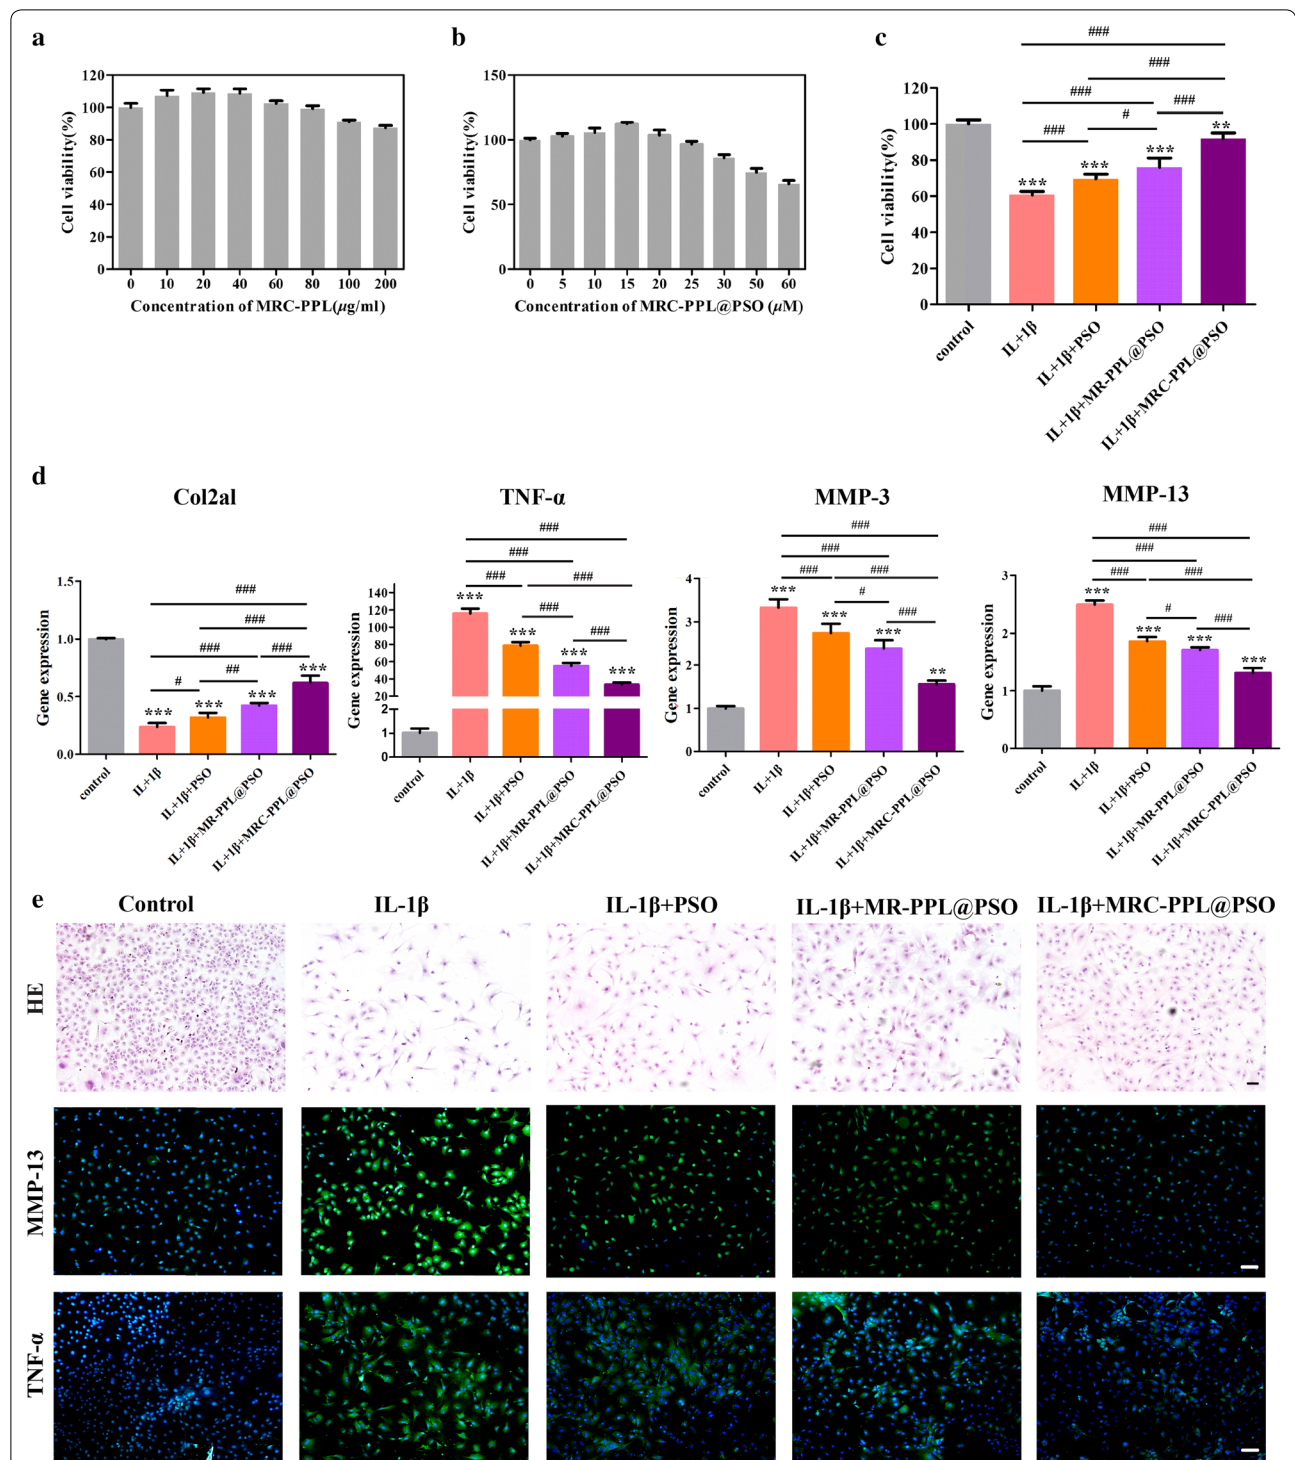 a
120
100
80
60
40
20
0
Cell viability(%)
0 10 20 40 60 80 100 200
Concentration of MRC-PPL(μg/ml)
b
150
100
50
0
Cell viability(%)
0 5 10 15 20 25 30 50 60
Concentration of MRC-PPL@PSO (μM)
c
###
###
###
###
###
#
120
100
80
60
40
20
0
Cell viability(%)
***
***
***
**
control
IL+1β
IL+1β+PSO
IL+1β+MR-PPL@PSO
IL+1β+MRC-PPL@PSO
d
Col2al
###
###
###
###
#
##
1.5
1.0
0.5
0.0
Gene expression
***
***
***
***
control
IL+1β
IL+1β+PSO
IL+1β+MR-PPL@PSO
IL+1β+MRC-PPL@PSO
TNF-α
###
###
###
###
###
###
140
120
100
80
60
40
20
2
1
0
Gene expression
***
***
***
***
control
IL+1β
IL+1β+PSO
IL+1β+MR-PPL@PSO
IL+1β+MRC-PPL@PSO
MMP-3
###
###
###
###
#
###
4
3
2
1
0
Gene expression
***
***
***
**
control
IL+1β
IL+1β+PSO
IL+1β+MR-PPL@PSO
IL+1β+MRC-PPL@PSO
MMP-13
###
###
###
###
#
###
3
2
1
0
Gene expression
***
***
***
***
control
IL+1β
IL+1β+PSO
IL+1β+MR-PPL@PSO
IL+1β+MRC-PPL@PSO
e
Control IL-1β IL-1β+PSO IL-1β+MR-PPL@PSO IL-1β+MRC-PPL@PSO
HE
MMP-13
TNF-α